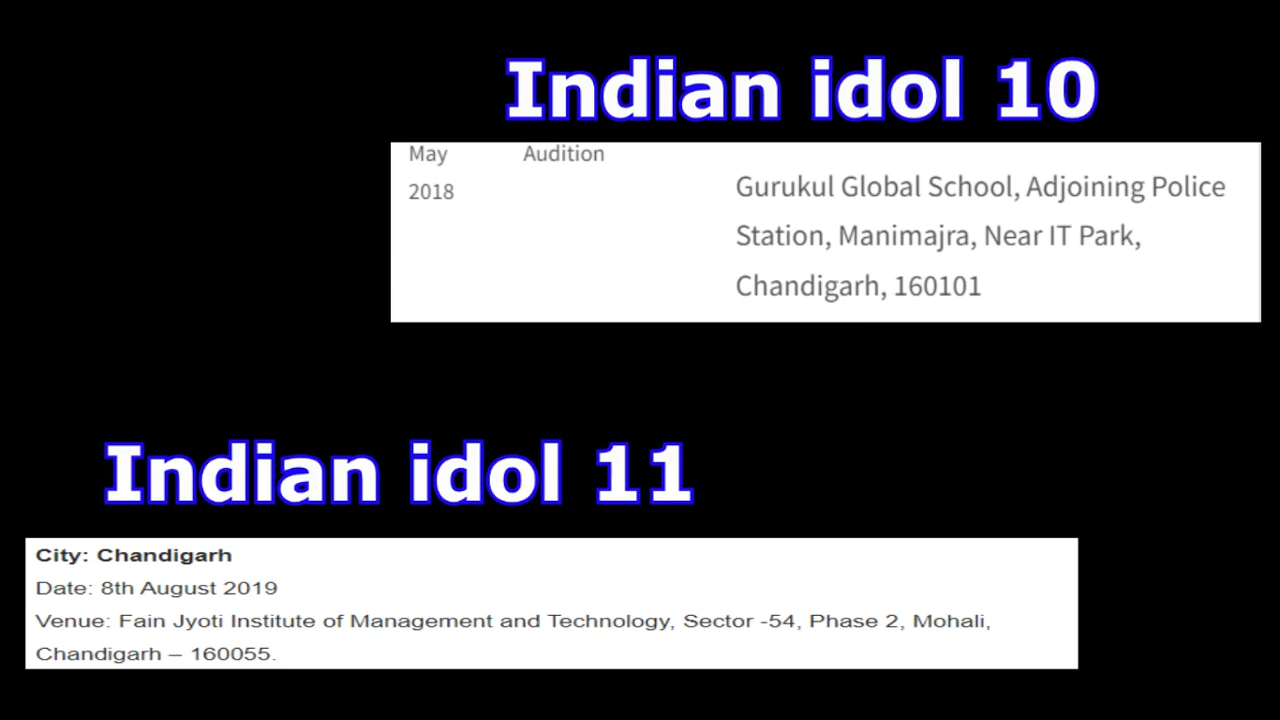 Indian idol 10
May Audition
2018
Gurukul Global School, Adjoining Police
Station, Manimajra, Near IT Park,
Chandigarh, 160101
Indian idol 11
City: Chandigarh
Date: 8th August 2019
Venue: Fain Jyoti Institute of Management and Technology, Sector -54, Phase 2, Mohali,
Chandigarh – 160055.